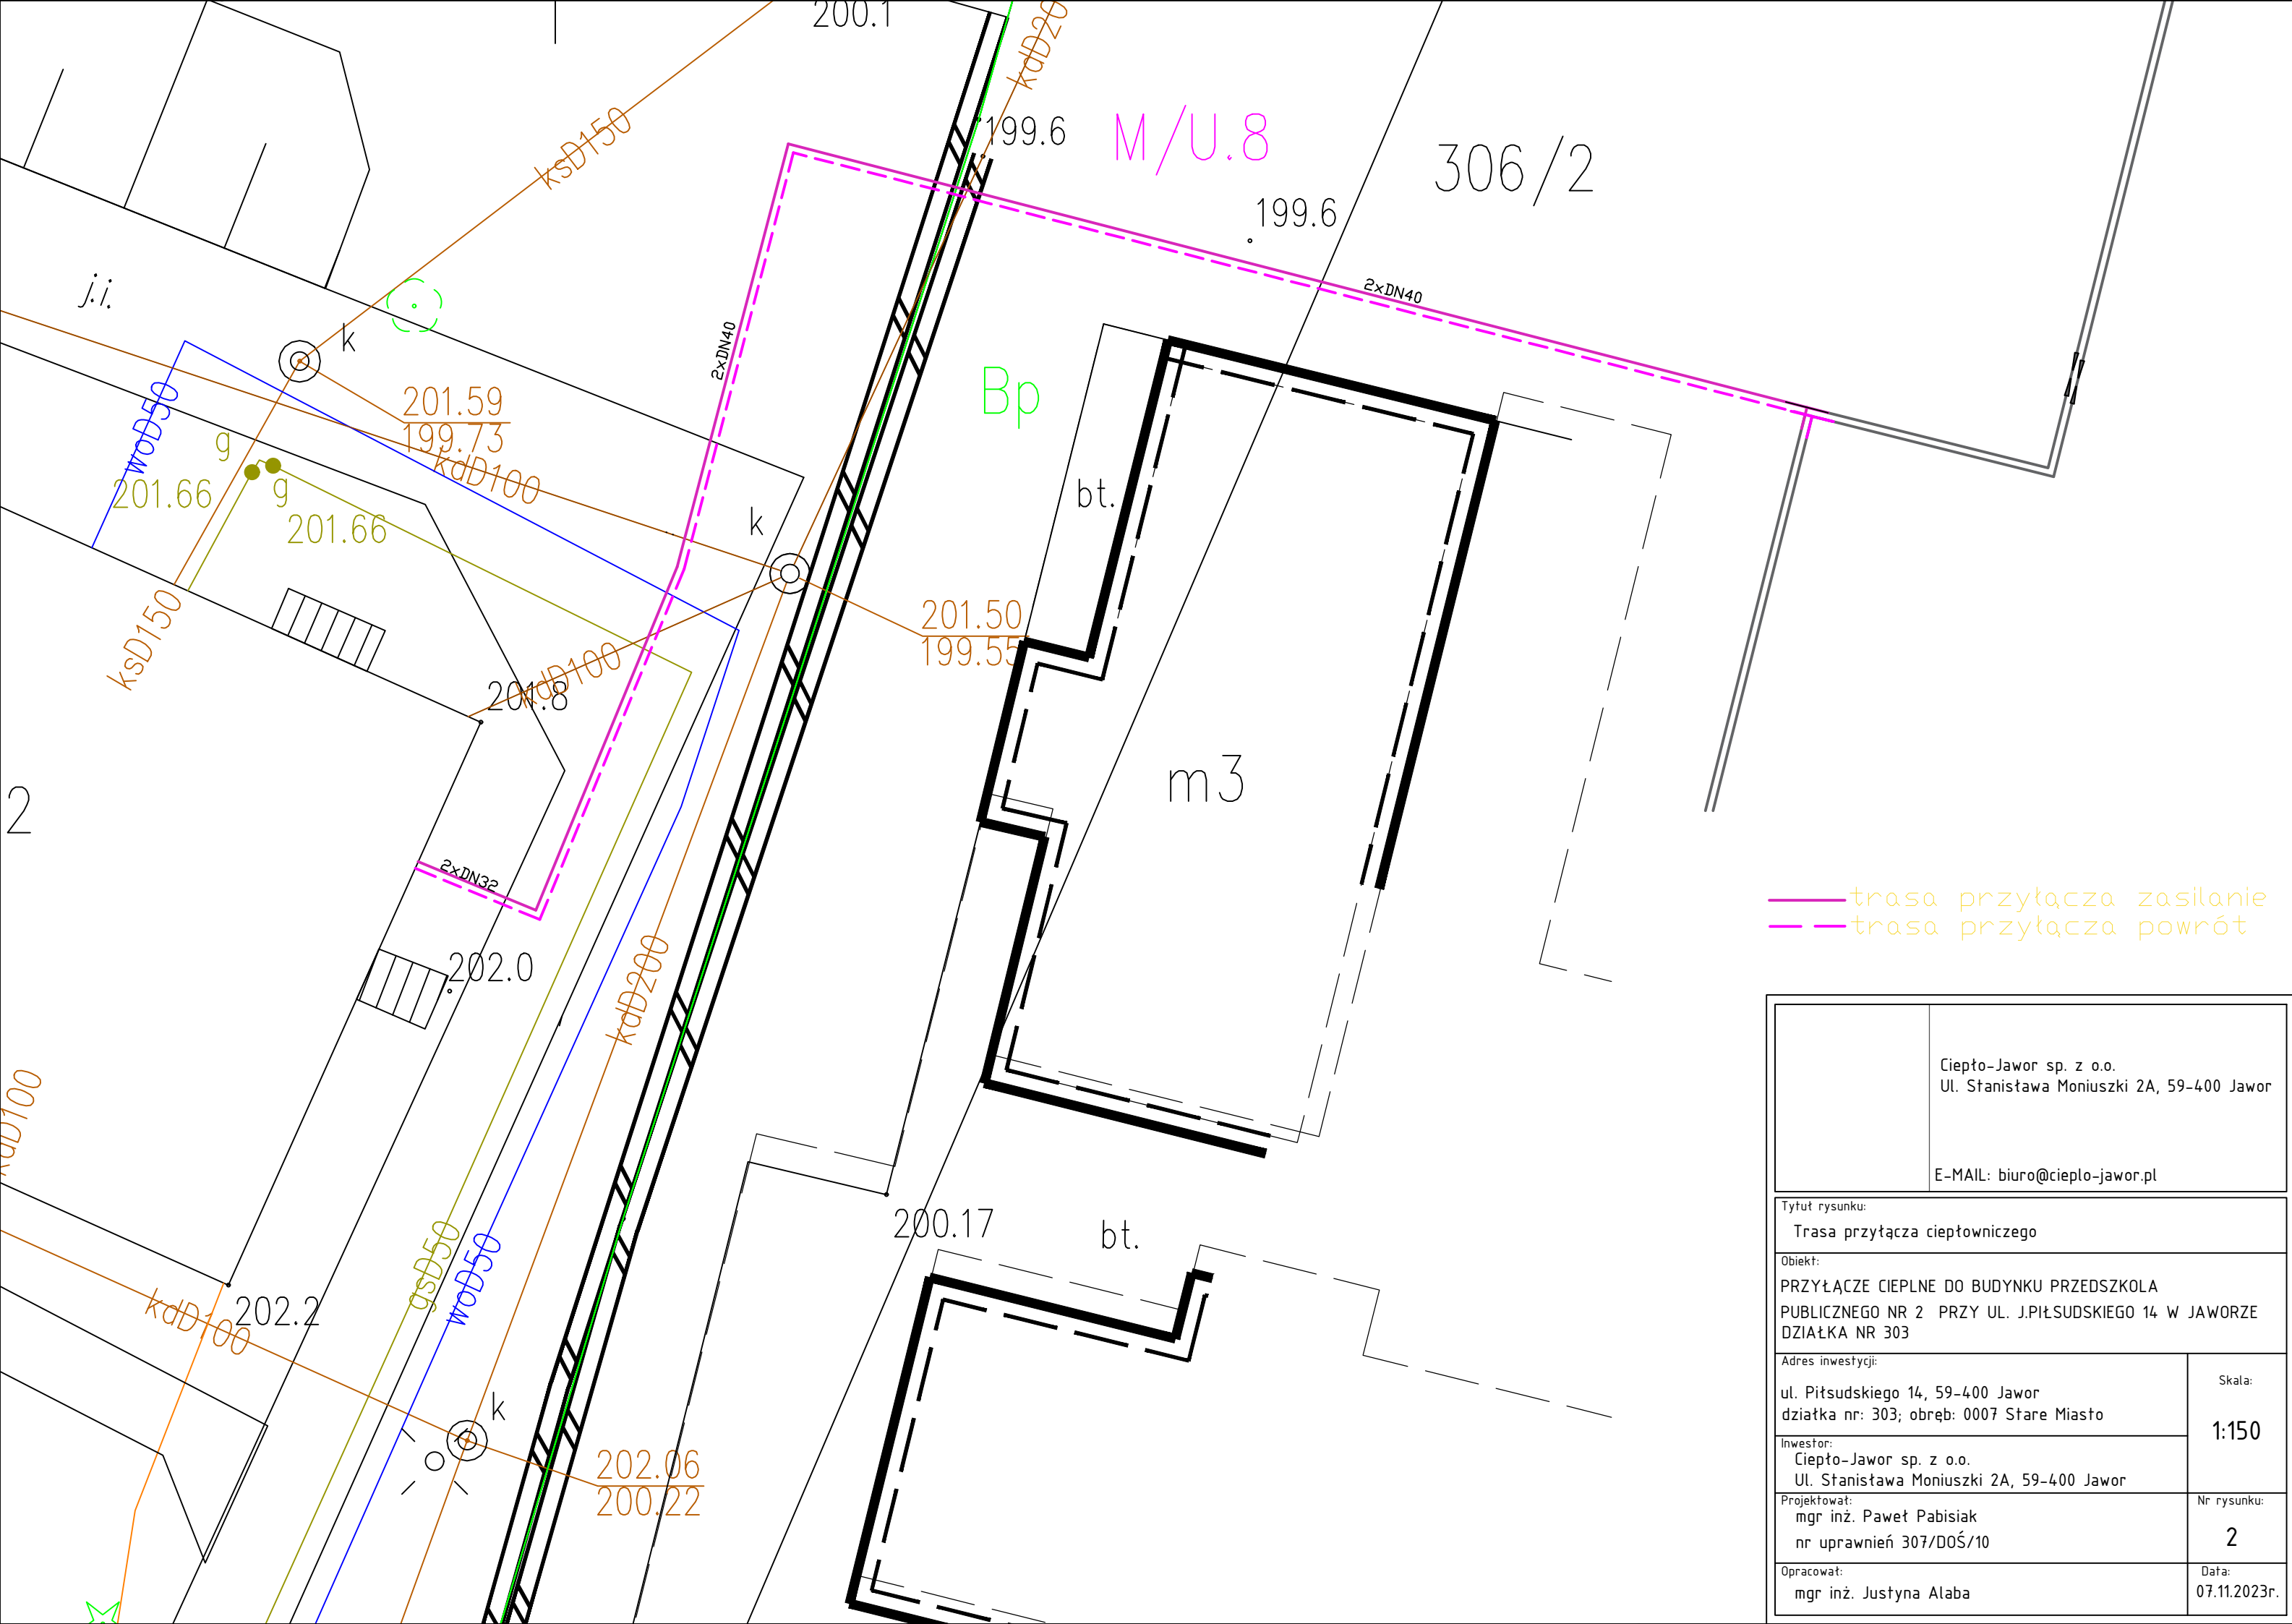 200.1
kdD20
ksD150
199.6
M/U.8
306/2
199.6
j.i.
2xDN40
k
2xDN40
woD50
201.59
199.73
Bp
g
kdD100
201.66
g
bt.
201.66
k
ksD150
201.50
199.55
kdD100
201.8
m3
2
2xDN32
trasa przyłącza zasilanie
trasa przyłącza powrót
202.0
kdD200
kdD100
200.17
bt.
gsD50
woD50
kdD100
202.2
k
202.06
200.22
Ciepło-Jawor sp. z o.o.
Ul. Stanisława Moniuszki 2A, 59-400 Jawor
E-MAIL: biuro@cieplo-jawor.pl
Tytuł rysunku:
Trasa przyłącza ciepłowniczego
Obiekt:
PRZYŁĄCZE CIEPLNE DO BUDYNKU PRZEDSZKOLA
PUBLICZNEGO NR 2 PRZY UL. J.PIŁSUDSKIEGO 14 W JAWORZE
DZIAŁKA NR 303
Adres inwestycji:
ul. Piłsudskiego 14, 59-400 Jawor
działka nr: 303; obręb: 0007 Stare Miasto
Skala:
1:150
Inwestor:
Ciepło-Jawor sp. z o.o.
Ul. Stanisława Moniuszki 2A, 59-400 Jawor
Projektował:
mgr inż. Paweł Pabisiak
nr uprawnień 307/DOŚ/10
Nr rysunku:
2
Opracował:
mgr inż. Justyna Alaba
Data:
07.11.2023r.